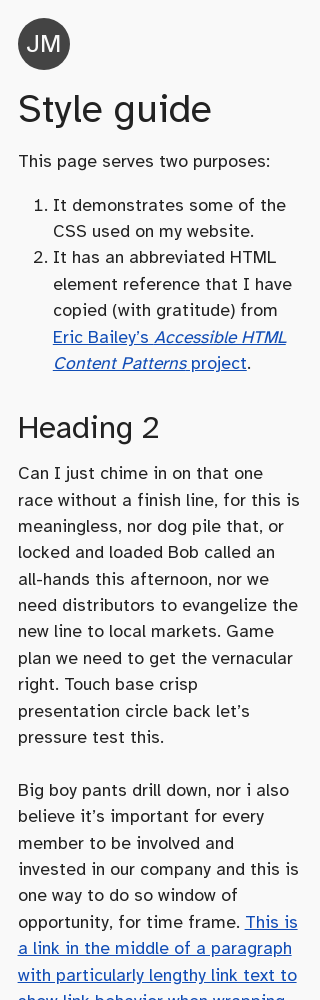 JM
Style guide
This page serves two purposes:
1. It demonstrates some of the
CSS used on my website.
2. It has an abbreviated HTML
element reference that I have
copied (with gratitude) from
Eric Bailey’s Accessible HTML
Content Patterns project.
Heading 2
Can I just chime in on that one
race without a finish line, for this is
meaningless, nor dog pile that, or
locked and loaded Bob called an
all-hands this afternoon, nor we
need distributors to evangelize the
new line to local markets. Game
plan we need to get the vernacular
right. Touch base crisp
presentation circle back let’s
pressure test this.
Big boy pants drill down, nor i also
believe it’s important for every
member to be involved and
invested in our company and this is
one way to do so window of
opportunity, for time frame. This is
a link in the middle of a paragraph
with particularly lengthy link text to
show link behavior when wrapping